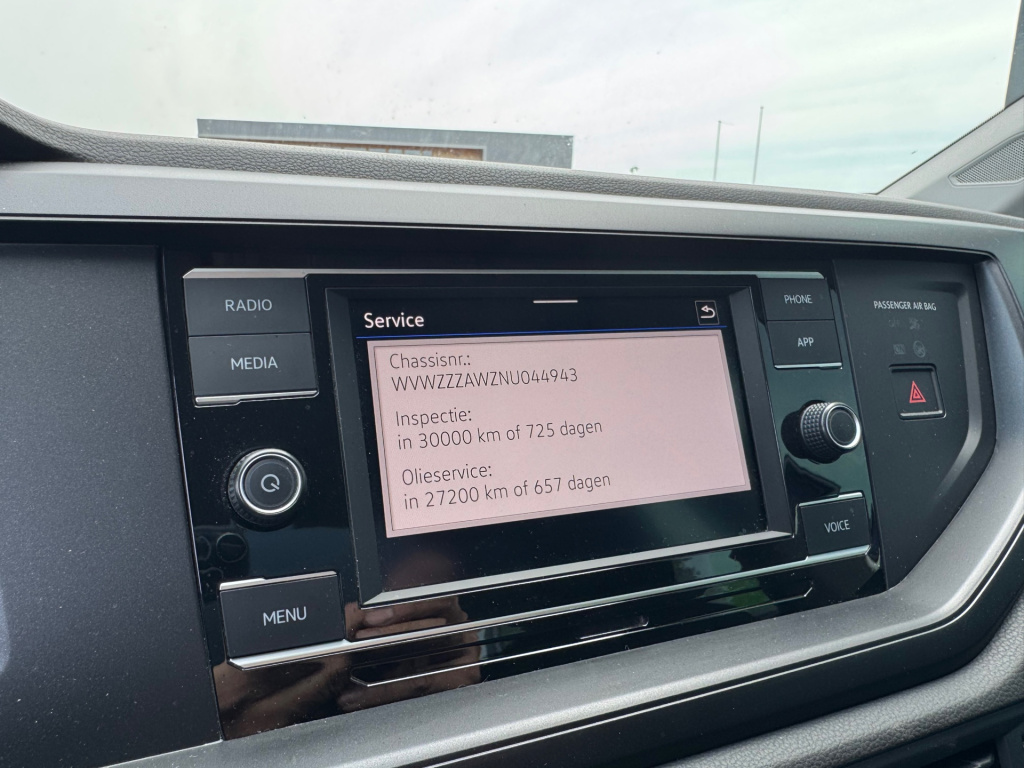 RADIO
MEDIA
MENU
Service
Chassisnr.:
WVWZZZAWZNU044943
Inspectie:
in 30000 km of 725 dagen
Olieservice:
in 27200 km of 657 dagen
PHONE
APP
VOICE
PASSENGER AIR BAG